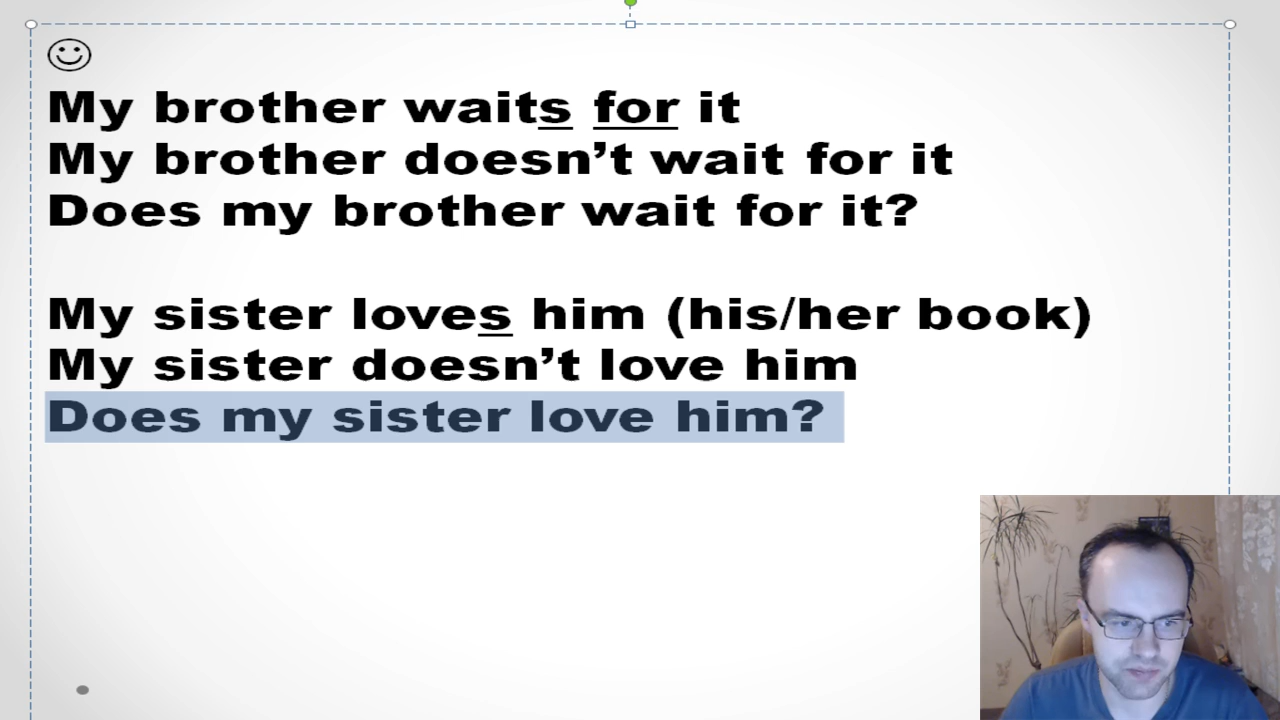 My brother waits for it
My brother doesn’t wait for it
Does my brother wait for it?
My sister loves him (his/her book)
My sister doesn’t love him
Does my sister love him?